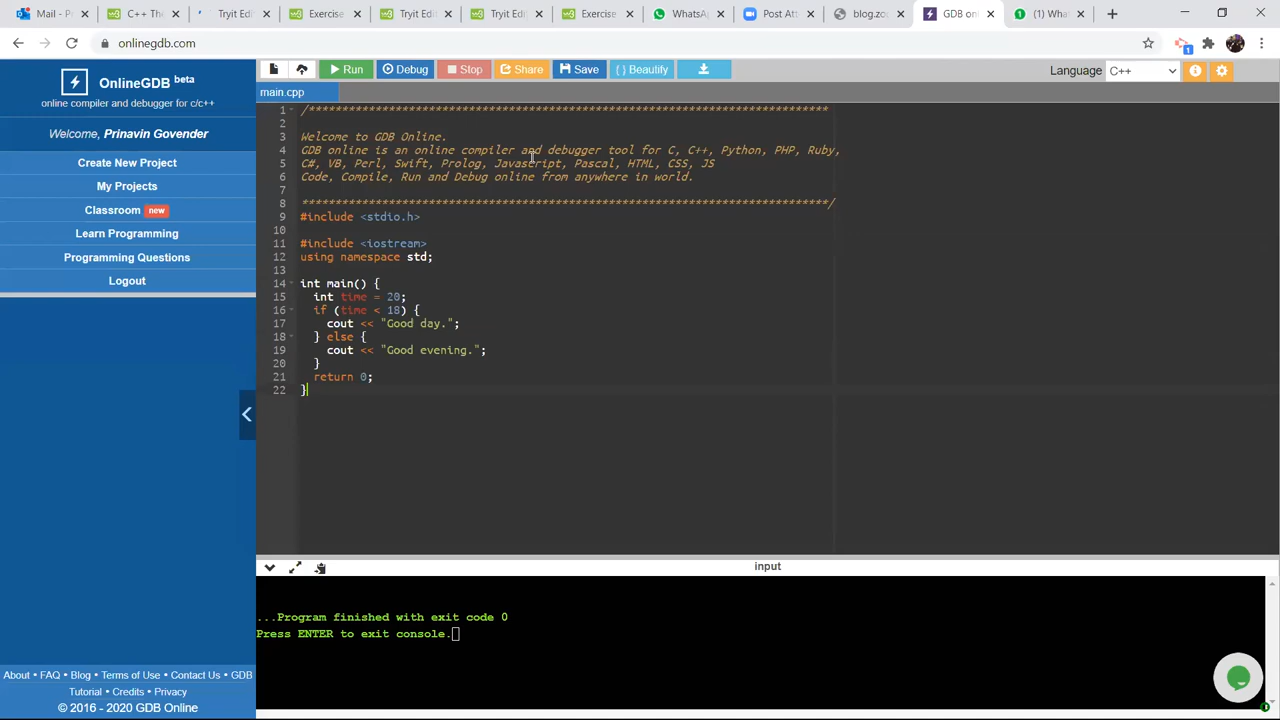 Mail - P
C++ The
Tryit Edi
Exercise
Tryit Edi
Tryit Edi
Exercise
WhatsA
Post Att
blog.zo
GDB on
(1) Wha
onlinegdb.com
1
OnlineGDB beta
online compiler and debugger for c/c++
Welcome, Prinavin Govender
Create New Project
My Projects
Classroom new
Learn Programming
Programming Questions
Logout
About • FAQ • Blog • Terms of Use • Contact Us • GDB
Tutorial • Credits • Privacy
© 2016 - 2020 GDB Online
Run
Debug
Stop
Share
Save
{ } Beautify
Language C++
main.cpp
1 /*******************************************************************************
2
3 Welcome to GDB Online.
4 GDB online is an online compiler and debugger tool for C, C++, Python, PHP, Ruby,
5 C#, VB, Perl, Swift, Prolog, Javascript, Pascal, HTML, CSS, JS
6 Code, Compile, Run and Debug online from anywhere in world.
7
8 *******************************************************************************/
9 #include <stdio.h>
10
11 #include <iostream>
12 using namespace std;
13
14 int main() {
15   int time = 20;
16   if (time < 18) {
17     cout << "Good day.";
18   } else {
19     cout << "Good evening.";
20   }
21   return 0;
22 }
input
...Program finished with exit code 0
Press ENTER to exit console.